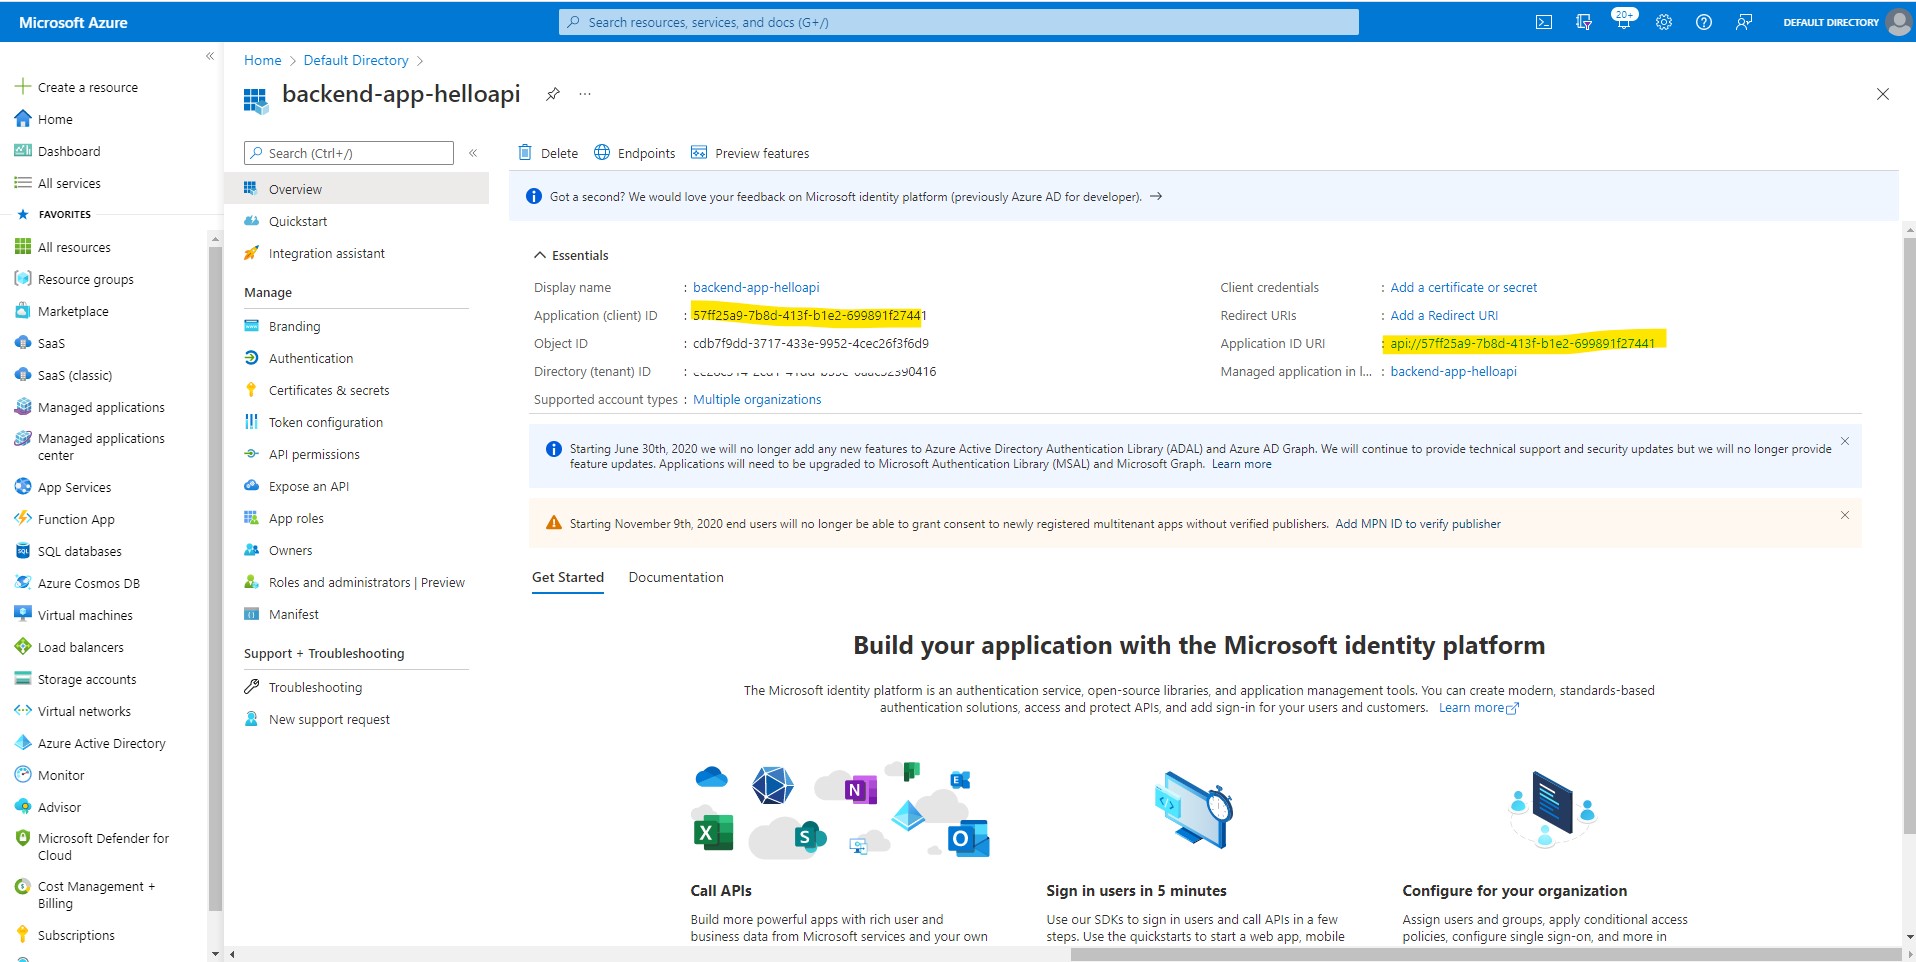 Microsoft Azure
Search resources, services, and docs (G+/)
20+
DEFAULT DIRECTORY
Create a resource
Home
Dashboard
All services
FAVORITES
All resources
Resource groups
Marketplace
SaaS
SaaS (classic)
Managed applications
Managed applications
center
App Services
Function App
SQL databases
Azure Cosmos DB
Virtual machines
Load balancers
Storage accounts
Virtual networks
Azure Active Directory
Monitor
Advisor
Microsoft Defender for
Cloud
Cost Management +
Billing
Subscriptions
Home > Default Directory >
backend-app-helloapi
Search (Ctrl+/)
Overview
Quickstart
Integration assistant
Manage
Branding
Authentication
Certificates & secrets
Token configuration
API permissions
Expose an API
App roles
Owners
Roles and administrators | Preview
Manifest
Support + Troubleshooting
Troubleshooting
New support request
Delete
Endpoints
Preview features
Got a second? We would love your feedback on Microsoft identity platform (previously Azure AD for developer). →
Essentials
Display name : backend-app-helloapi
Application (client) ID : 57ff25a9-7b8d-413f-b1e2-699891f27441
Object ID : cdb7f9dd-3717-433e-9952-4cec26f3f6d9
Directory (tenant) ID :
Supported account types : Multiple organizations
Client credentials : Add a certificate or secret
Redirect URIs : Add a Redirect URI
Application ID URI : api://57ff25a9-7b8d-413f-b1e2-699891f27441
Managed application in l... : backend-app-helloapi
Starting June 30th, 2020 we will no longer add any new features to Azure Active Directory Authentication Library (ADAL) and Azure AD Graph. We will continue to provide technical support and security updates but we will no longer provide
feature updates. Applications will need to be upgraded to Microsoft Authentication Library (MSAL) and Microsoft Graph. Learn more
Starting November 9th, 2020 end users will no longer be able to grant consent to newly registered multitenant apps without verified publishers. Add MPN ID to verify publisher
Get Started
Documentation
Build your application with the Microsoft identity platform
The Microsoft identity platform is an authentication service, open-source libraries, and application management tools. You can create modern, standards-based
authentication solutions, access and protect APIs, and add sign-in for your users and customers. Learn more
Call APIs
Build more powerful apps with rich user and
business data from Microsoft services and your own
Sign in users in 5 minutes
Use our SDKs to sign in users and call APIs in a few
steps. Use the quickstarts to start a web app, mobile
Configure for your organization
Assign users and groups, apply conditional access
policies, configure single sign-on, and more in